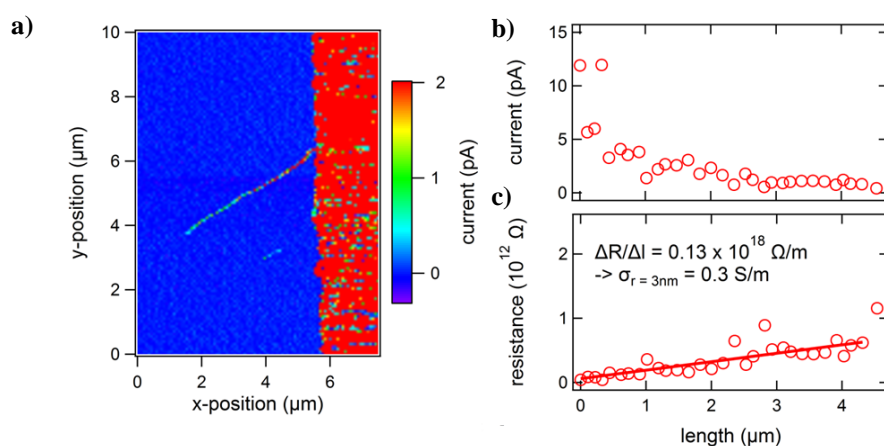 a)
10
8
6
4
2
0
y-position (µm)
0
2
4
6
x-position (µm)
2
1
0
current (pA)
b)
15
10
5
0
current (pA)
c)
2
1
0
resistance (10¹² Ω)
ΔR/Δl = 0.13 x 10¹⁸ Ω/m
-> σr = 3nm = 0.3 S/m
0
1
2
3
4
length (µm)